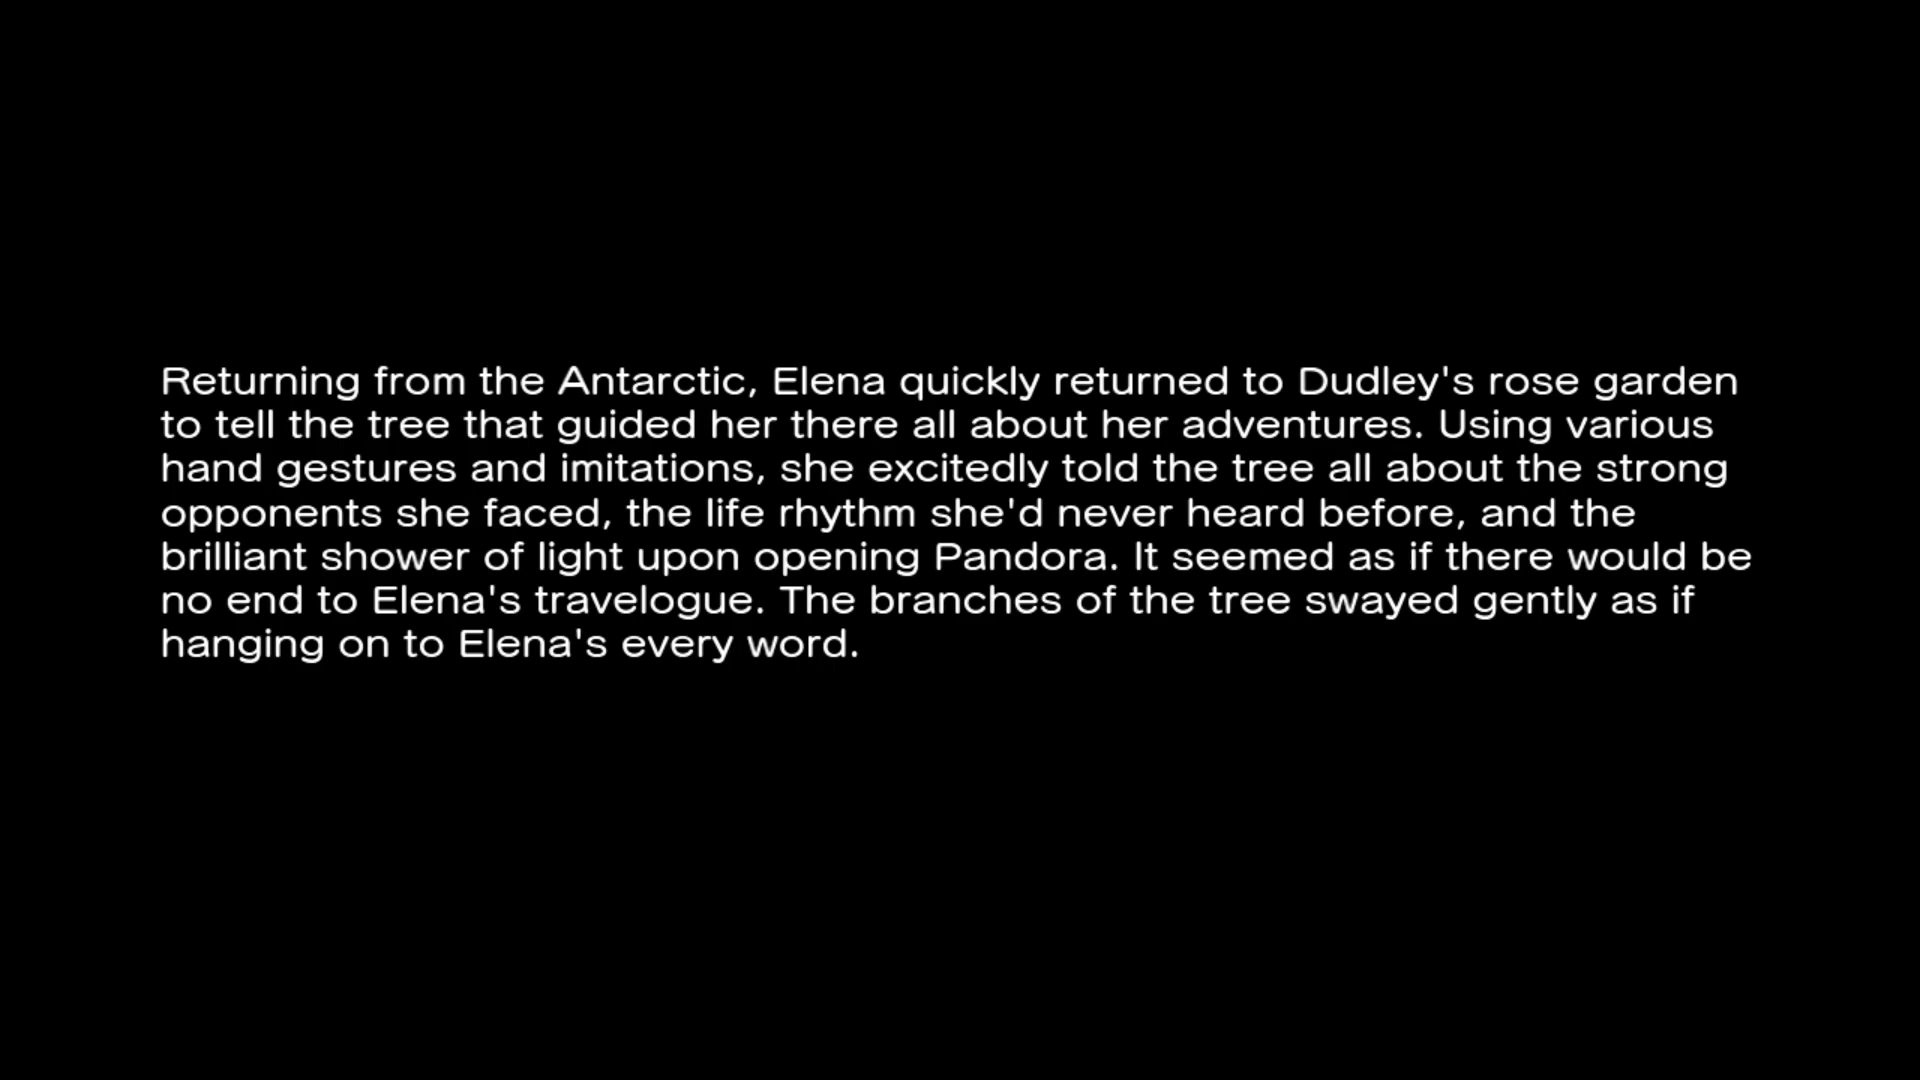 Returning from the Antarctic, Elena quickly returned to Dudley's rose garden
to tell the tree that guided her there all about her adventures. Using various
hand gestures and imitations, she excitedly told the tree all about the strong
opponents she faced, the life rhythm she'd never heard before, and the
brilliant shower of light upon opening Pandora. It seemed as if there would be
no end to Elena's travelogue. The branches of the tree swayed gently as if
hanging on to Elena's every word.